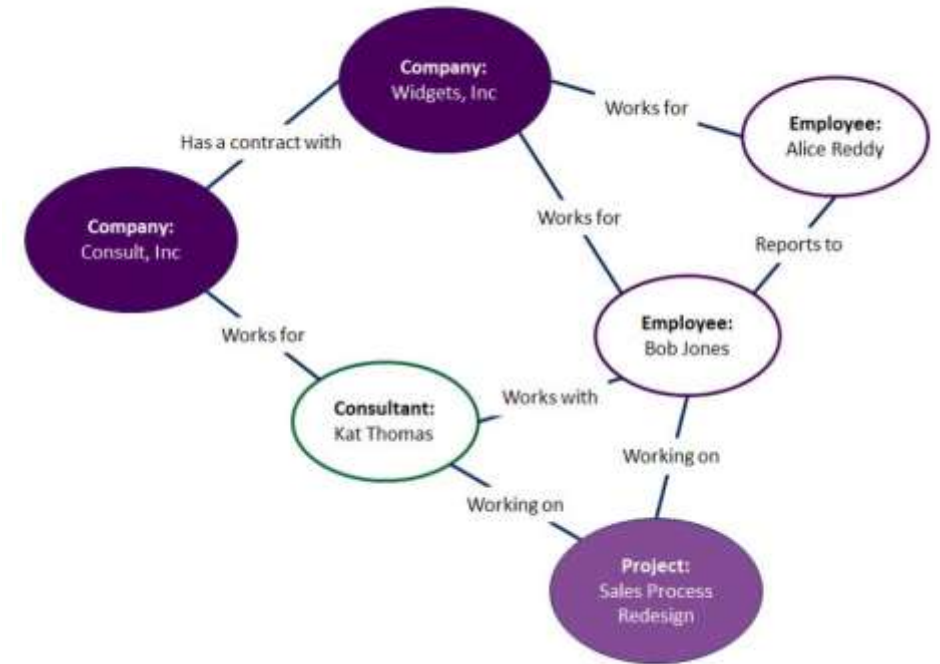 Company:
Widgets, Inc
Works for
Employee:
Alice Reddy
Has a contract with
Company:
Consult, Inc
Works for
Reports to
Employee:
Bob Jones
Works for
Consultant:
Kat Thomas
Works with
Working on
Working on
Project:
Sales Process
Redesign